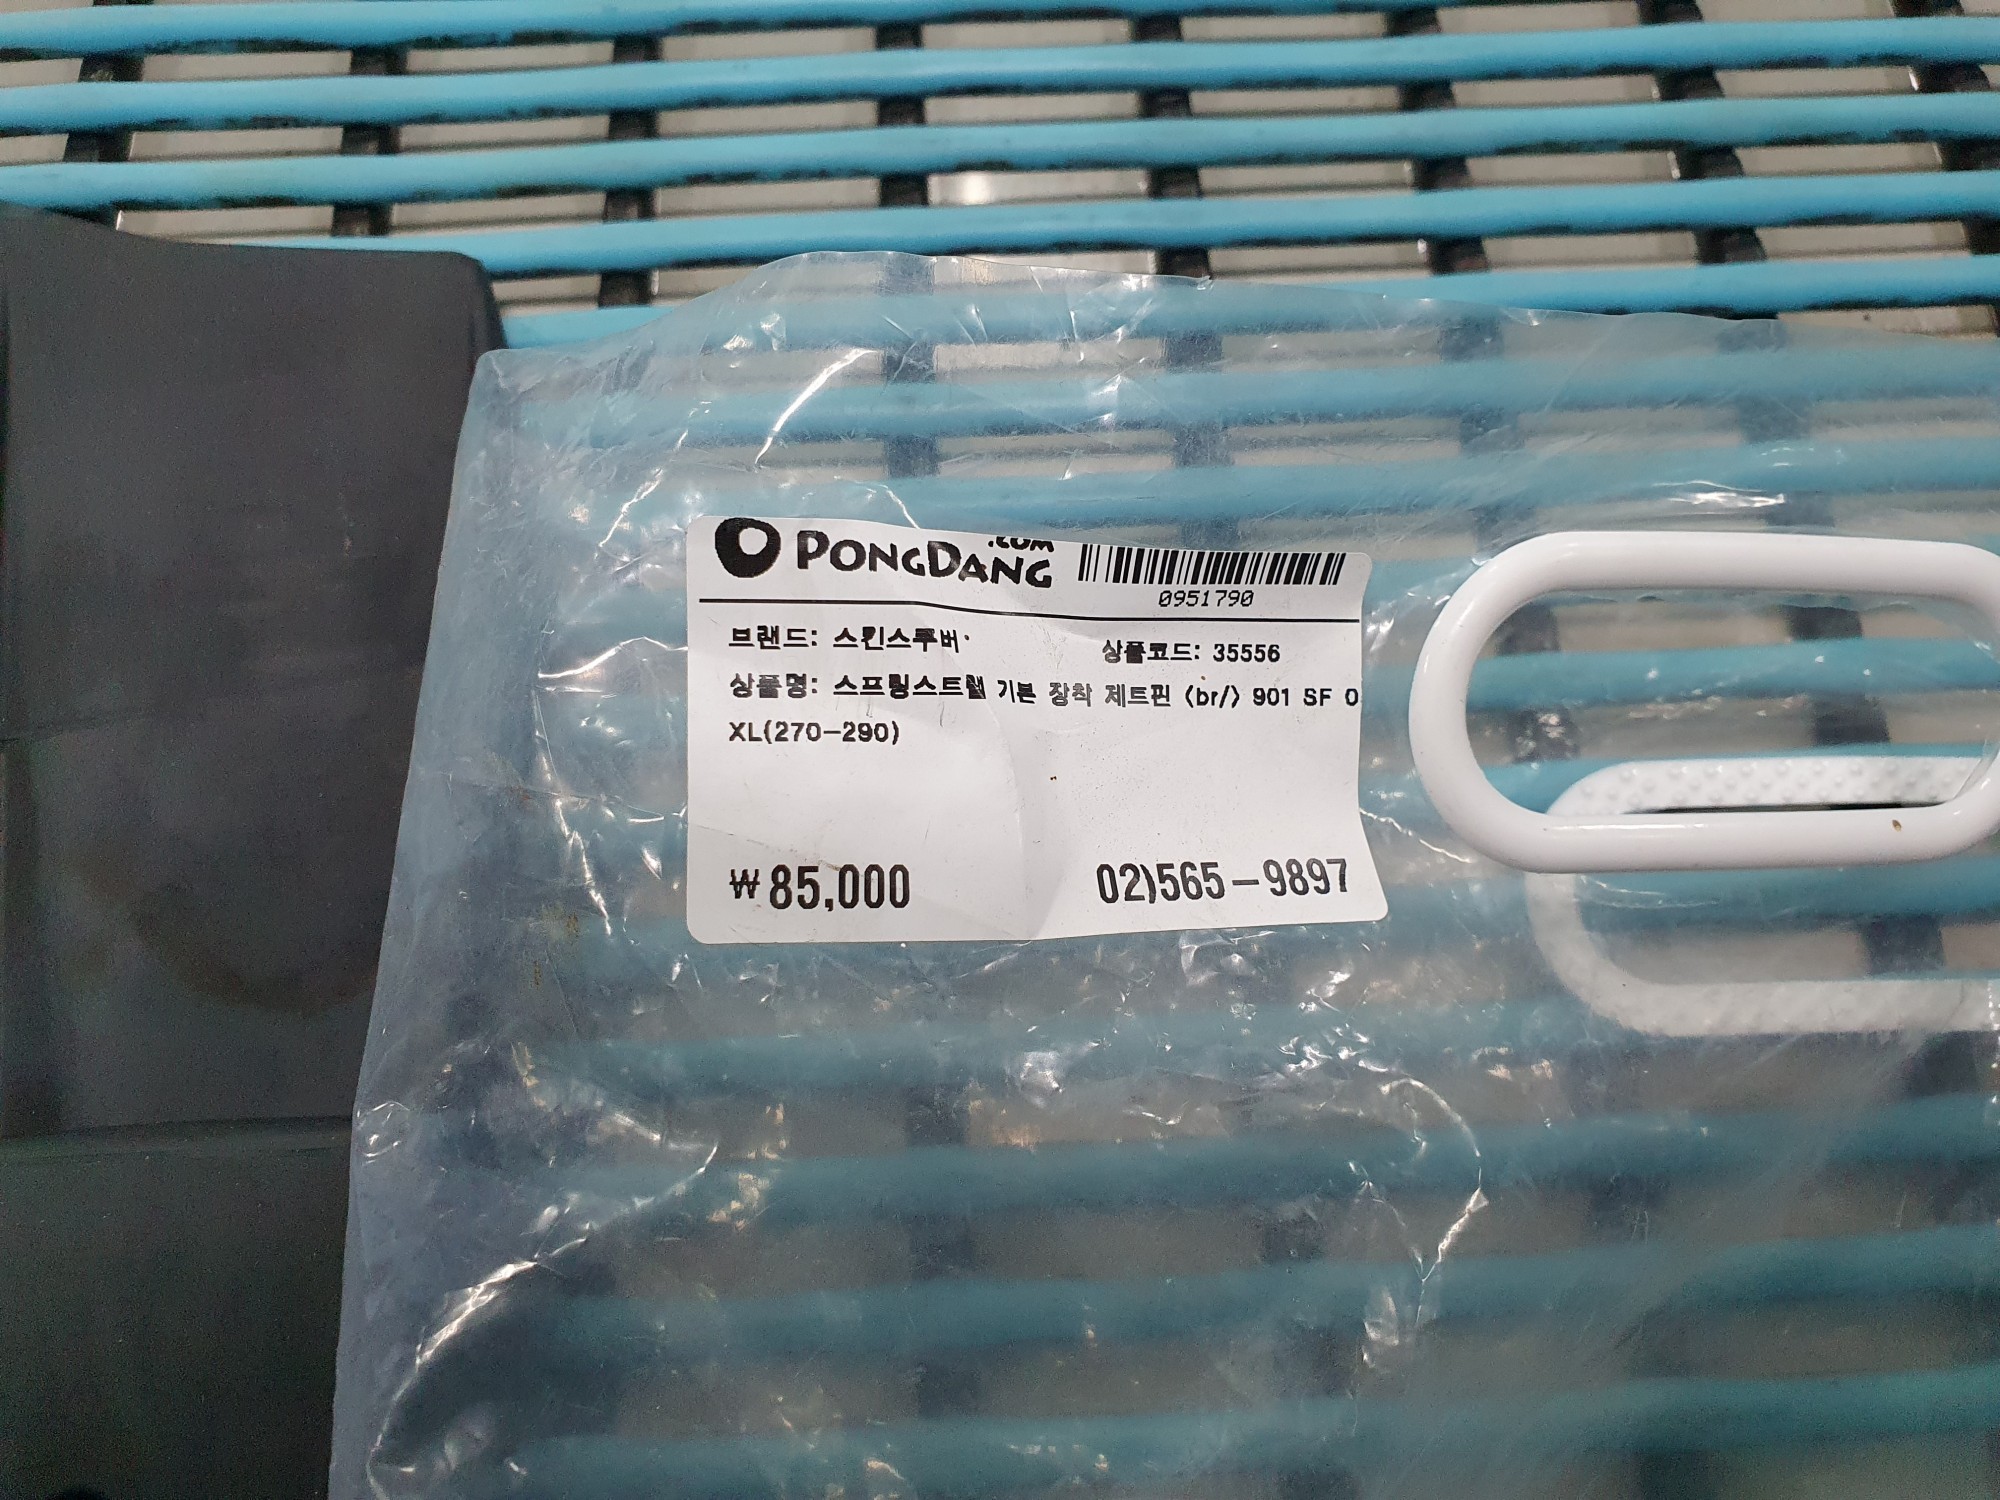 PONGDANG.COM
0951790
브랜드: 스킨스쿠버
상품코드: 35556
상품명: 스프링스트랩 기본 장착 제트핀 <br/> 901 SF 0
XL(270-290)
₩85,000
02)565-9897